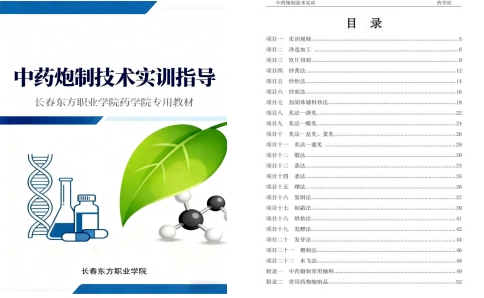 中药炮制技术实训指导
长春东方职业学院药学院专用教材
长春东方职业学院
中药炮制技术实训 药学院
目 录
项目一 实训规则 5
项目二 净选加工 6
项目三 饮片切制 9
项目四 炒黄法 12
项目五 炒焦法 14
项目六 炒炭法 16
项目七 加固体辅料炒法 18
项目八 炙法—酒炙 22
项目九 炙法—醋炙 24
项目十 炙法—盐炙、姜炙 26
项目十一 炙法—蜜炙 28
项目十二 煅法 30
项目十三 蒸法 33
项目十四 煮法 35
项目十五 燀法 36
项目十六 复制法 37
项目十七 制霜法 39
项目十八 烘焙法 41
项目十九 发酵法 42
项目二十 发芽法 44
项目二十一 煨制法 46
项目二十二 水飞法 48
附录一 中药炮制常用辅料 49
附录二 常用药物炮制品 52